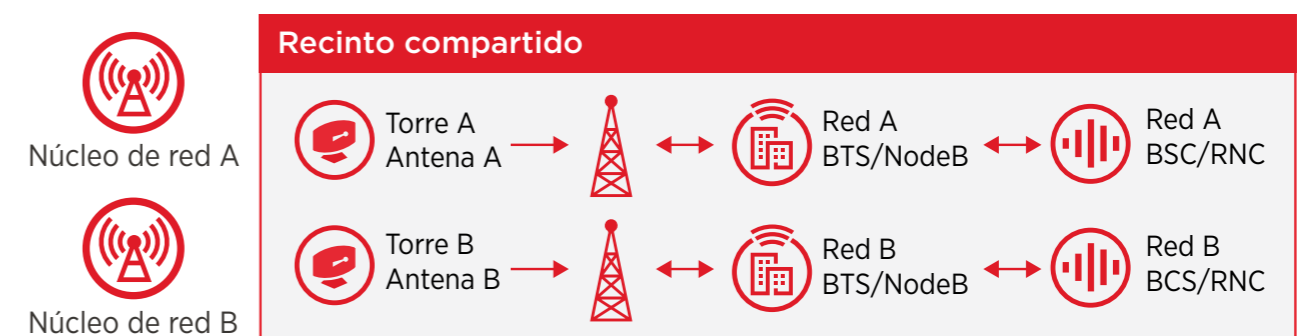 Recinto compartido
Núcleo de red A
Torre A
Antena A
Red A
BTS/NodeB
Red A
BSC/RNC
Núcleo de red B
Torre B
Antena B
Red B
BTS/NodeB
Red B
BCS/RNC